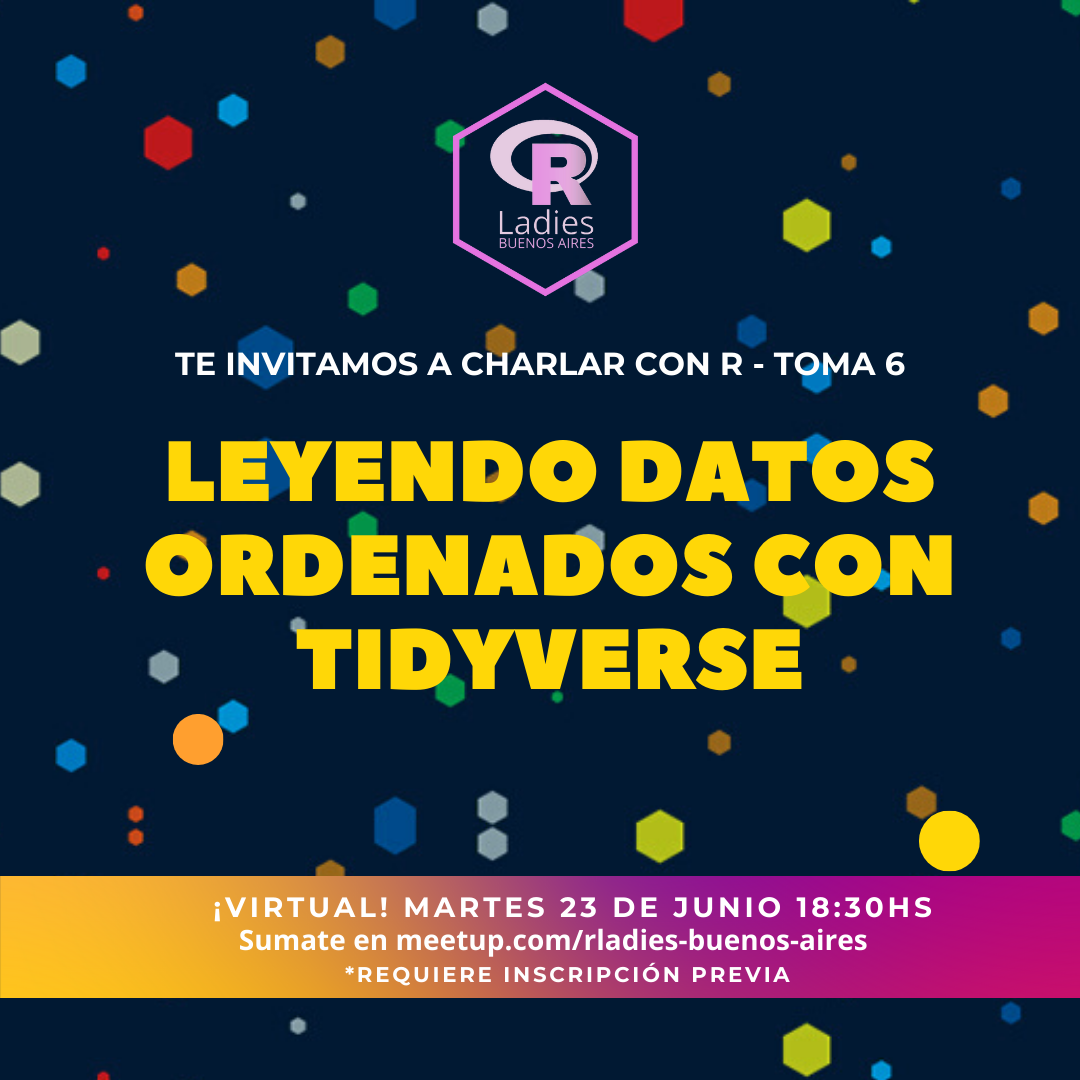 R
Ladies
BUENOS AIRES
TE INVITAMOS A CHARLAR CON R - TOMA 6
LEYENDO DATOS
ORDENADOS CON
TIDYVERSE
¡VIRTUAL! MARTES 23 DE JUNIO 18:30HS
Sumate en meetup.com/rladies-buenos-aires
*REQUIERE INSCRIPCIÓN PREVIA